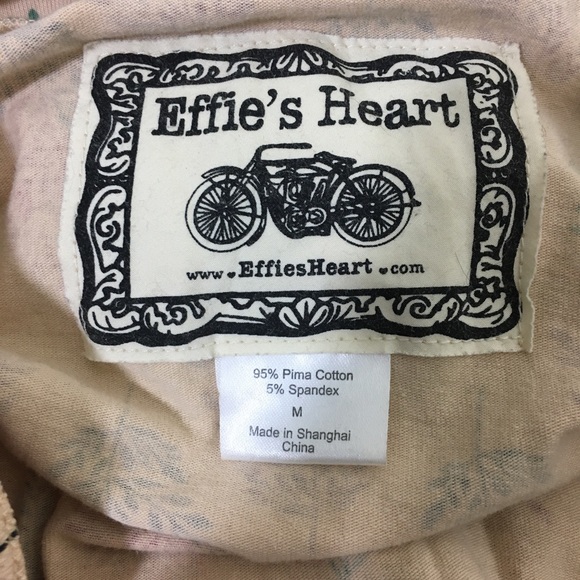 Effie's Heart
www.♥EffiesHeart♥.com
95% Pima Cotton
5% Spandex
M
Made in Shanghai
China